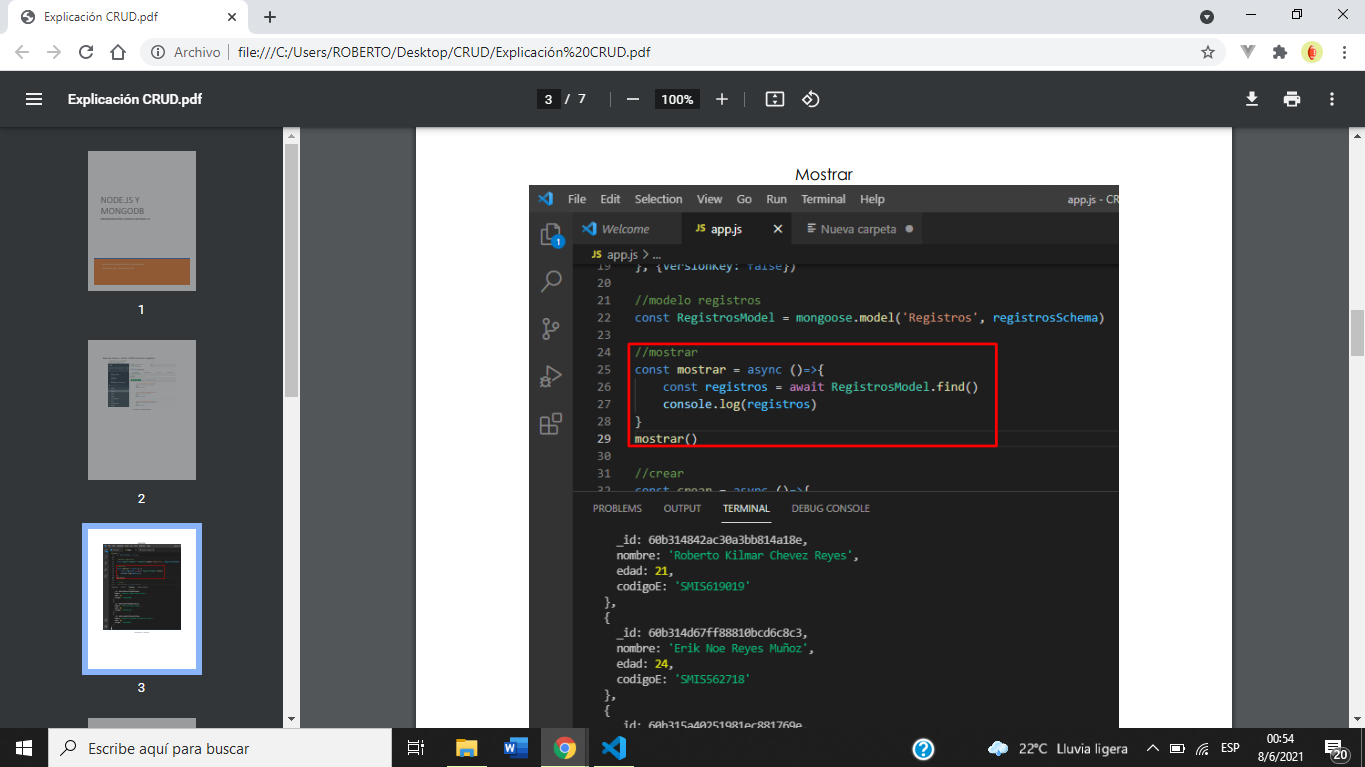 Explicación CRUD.pdf
Archivo
file:///C:/Users/ROBERTO/Desktop/CRUD/Explicación%20CRUD.pdf
Explicación CRUD.pdf
3 / 7
100%
NODE.JS Y
MONGODB
1
2
3
Mostrar
File Edit Selection View Go Run Terminal Help
app.js - CR
Welcome
JS app.js
Nueva carpeta
1
JS app.js > ...
19 }, {versionKey: false})
20
21 //modelo registros
22 const RegistrosModel = mongoose.model('Registros', registrosSchema)
23
24 //mostrar
25 const mostrar = async ()=>{
26 const registros = await RegistrosModel.find()
27 console.log(registros)
28 }
29 mostrar()
30
31 //crear
32 const crear = async ()=>{
PROBLEMS OUTPUT TERMINAL DEBUG CONSOLE
_id: 60b314842ac30a3bb814a18e,
nombre: 'Roberto Kilmar Chevez Reyes',
edad: 21,
codigoE: 'SMIS619019'
},
{
_id: 60b314d67ff88810bcd6c8c3,
nombre: 'Erik Noe Reyes Muñoz',
edad: 24,
codigoE: 'SMIS562718'
},
{
_id: 60b315a40251981ec881769e,
Escribe aquí para buscar
22°C Lluvia ligera
ESP
00:54
8/6/2021
20